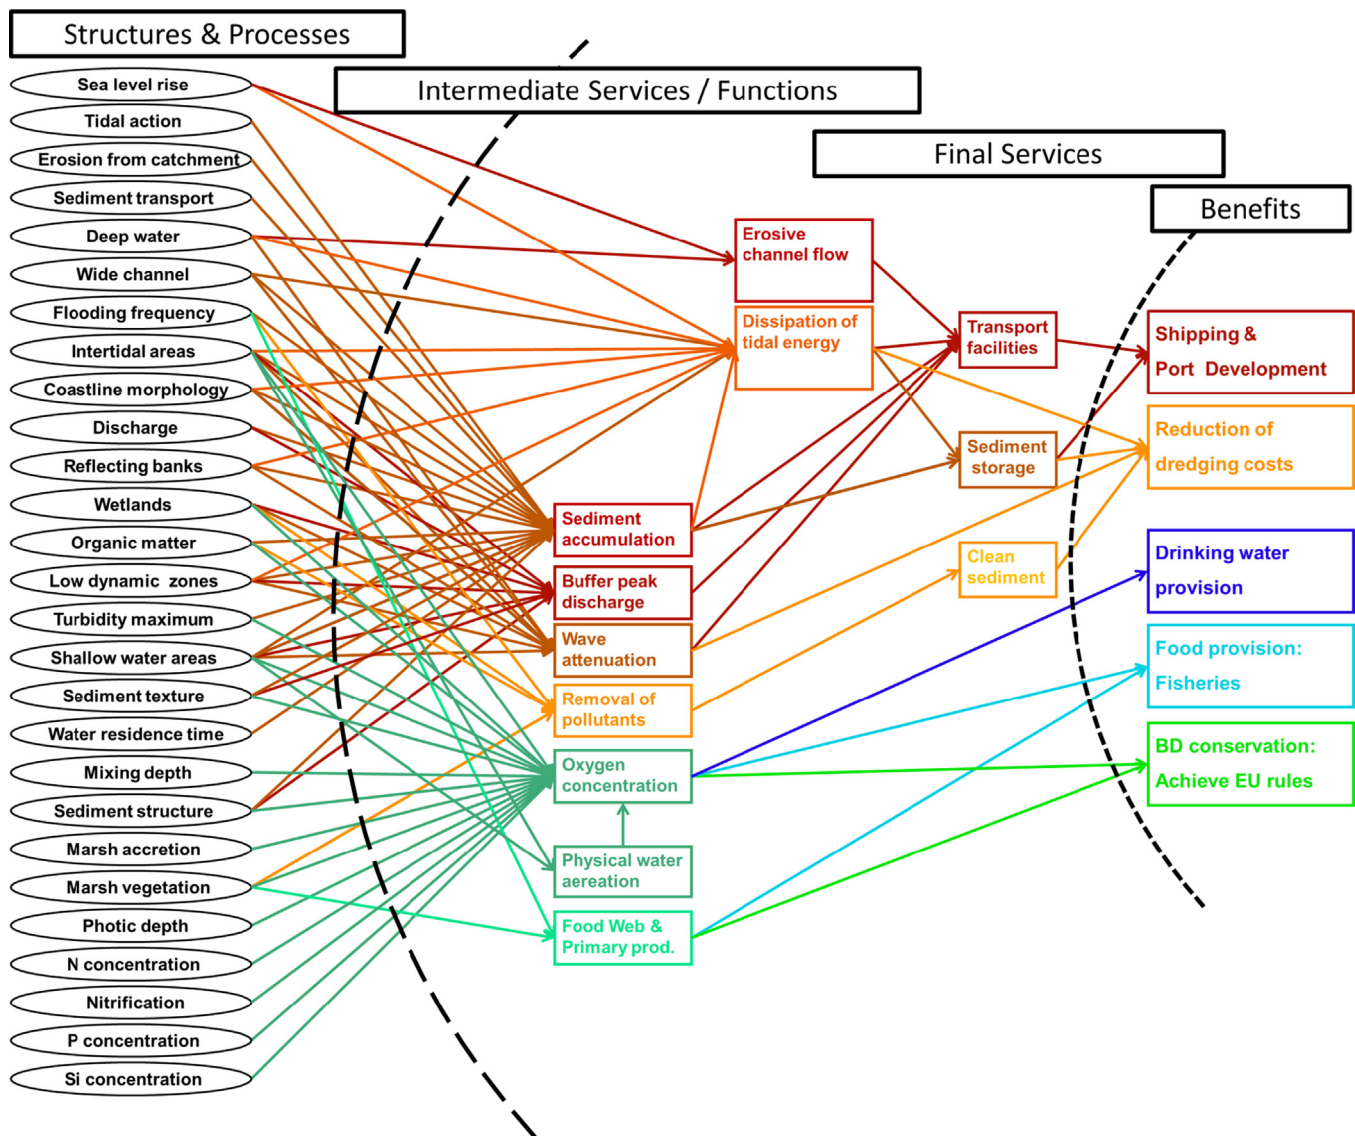 Structures & Processes
Intermediate Services / Functions
Final Services
Benefits
Sea level rise
Tidal action
Erosion from catchment
Sediment transport
Deep water
Wide channel
Flooding frequency
Intertidal areas
Coastline morphology
Discharge
Reflecting banks
Wetlands
Organic matter
Low dynamic zones
Turbidity maximum
Shallow water areas
Sediment texture
Water residence time
Mixing depth
Sediment structure
Marsh accretion
Marsh vegetation
Photic depth
N concentration
Nitrification
P concentration
Si concentration
Erosive
channel flow
Dissipation of
tidal energy
Sediment
accumulation
Buffer peak
discharge
Wave
attenuation
Removal of
pollutants
Oxygen
concentration
Physical water
aereation
Food Web &
Primary prod.
Transport
facilities
Sediment
storage
Clean
sediment
Shipping &
Port Development
Reduction of
dredging costs
Drinking water
provision
Food provision:
Fisheries
BD conservation:
Achieve EU rules